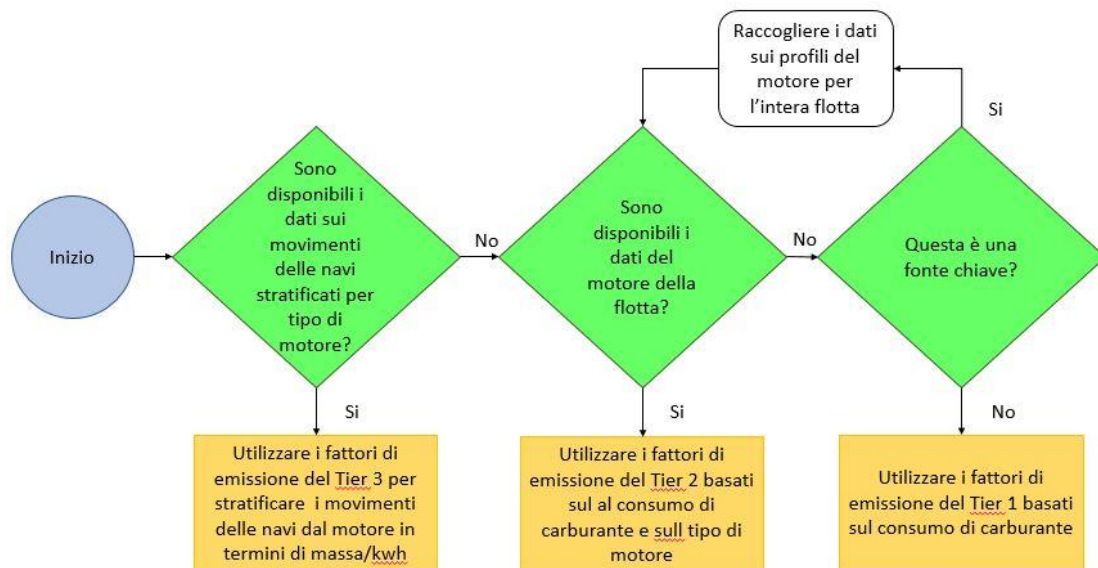 Raccogliere i dati
sui profili del
motore per
l’intera flotta
Si
Inizio
Sono
disponibili i
dati sui
movimenti
delle navi
stratificati per
tipo di
motore?
No
Sono
disponibili i
dati del
motore della
flotta?
No
Questa è una
fonte chiave?
Si
Si
No
Utilizzare i fattori di
emissione del Tier 3 per
stratificare i movimenti
delle navi dal motore in
termini di massa/kwh
Utilizzare i fattori di
emissione del Tier 2 basati
sul al consumo di
carburante e sull tipo di
motore
Utilizzare i fattori di
emissione del Tier 1 basati
sul consumo di carburante